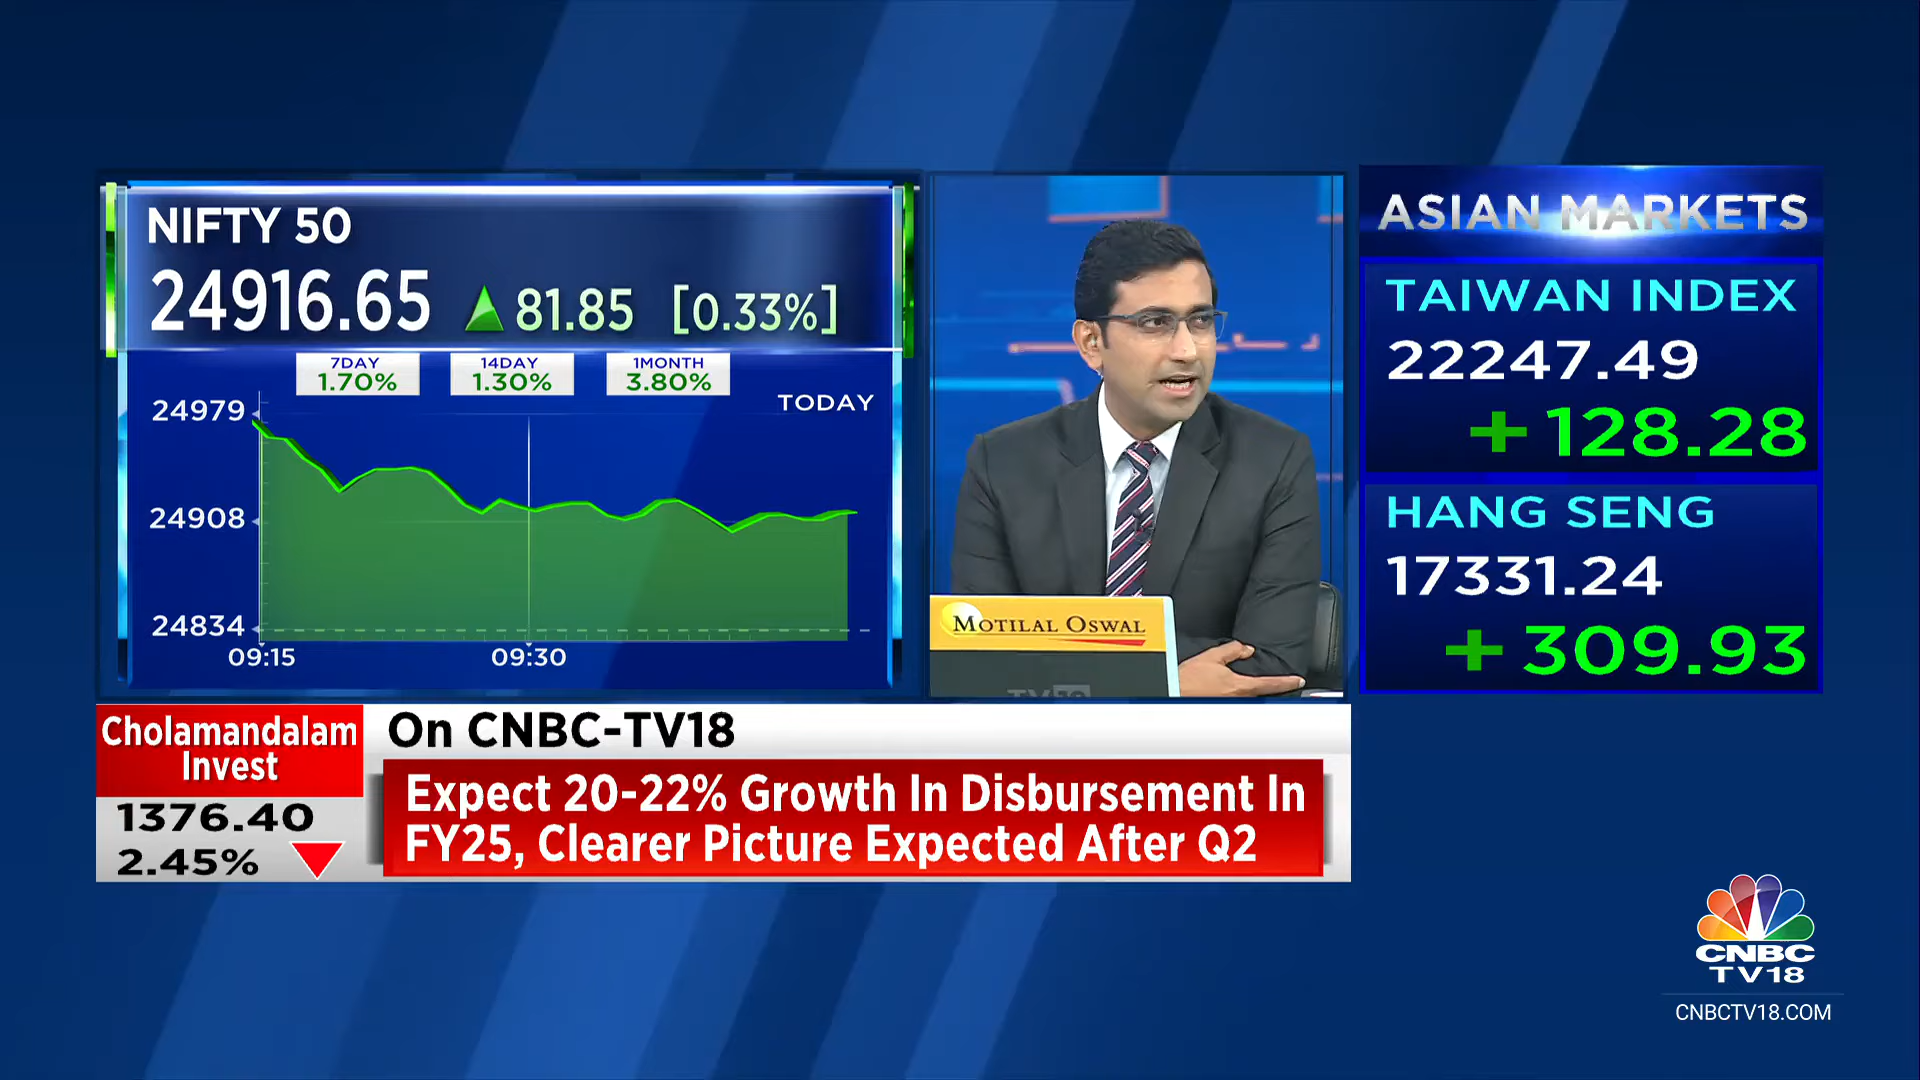 NIFTY 50
24916.65 ▲ 81.85 [0.33%]
7DAY
1.70%
14DAY
1.30%
1MONTH
3.80%
TODAY
24979
24908
24834
09:15
09:30
MOTILAL OSWAL
TV18
ASIAN MARKETS
TAIWAN INDEX
22247.49
+128.28
HANG SENG
17331.24
+309.93
Cholamandalam
Invest
1376.40
2.45% ▼
On CNBC-TV18
Expect 20-22% Growth In Disbursement In
FY25, Clearer Picture Expected After Q2
CNBC
TV18
CNBCTV18.COM